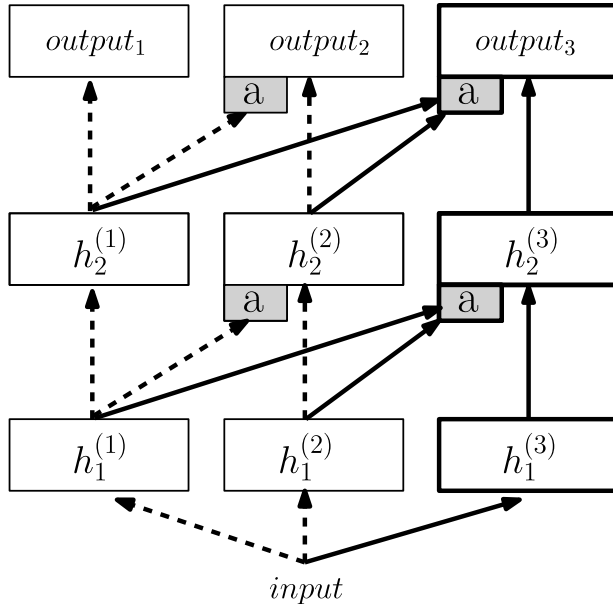 output₁ output₂ output₃
a a
h₂⁽¹⁾ h₂⁽²⁾ h₂⁽³⁾
a a
h₁⁽¹⁾ h₁⁽²⁾ h₁⁽³⁾
input